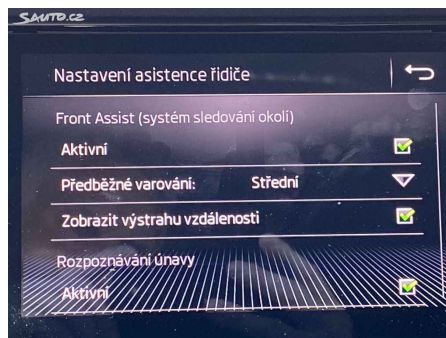 SAUTO.CZ
Nastavení asistence řidiče
Front Assist (systém sledování okolí)
Aktivní
Předběžné varování: Střední
Zobrazit výstrahu vzdálenosti
Rozpoznávání únavy
Aktivní